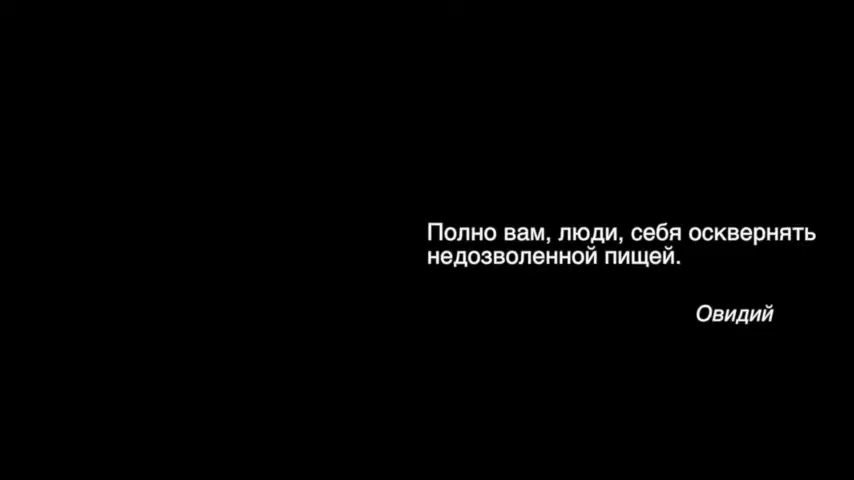 Полно вам, люди, себя осквернять
недозволенной пищей.
Овидий